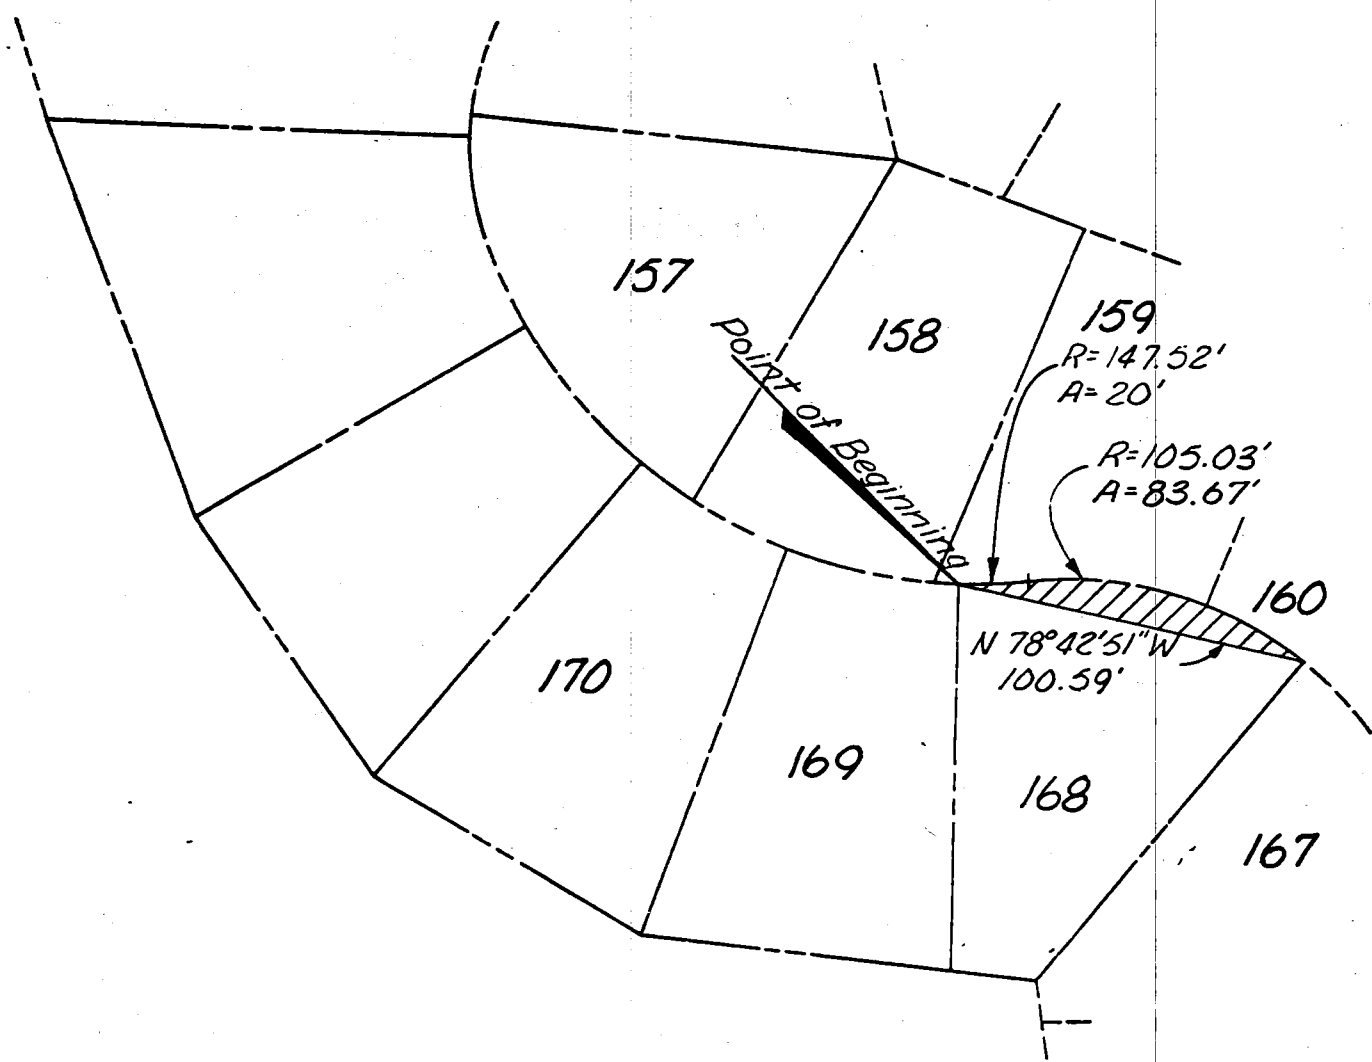 157
158
159
Point of Beginning
R=147.52'
A=20'
R=105.03'
A=83.67'
160
N 78°42'51" W
100.59'
170
169
168
167